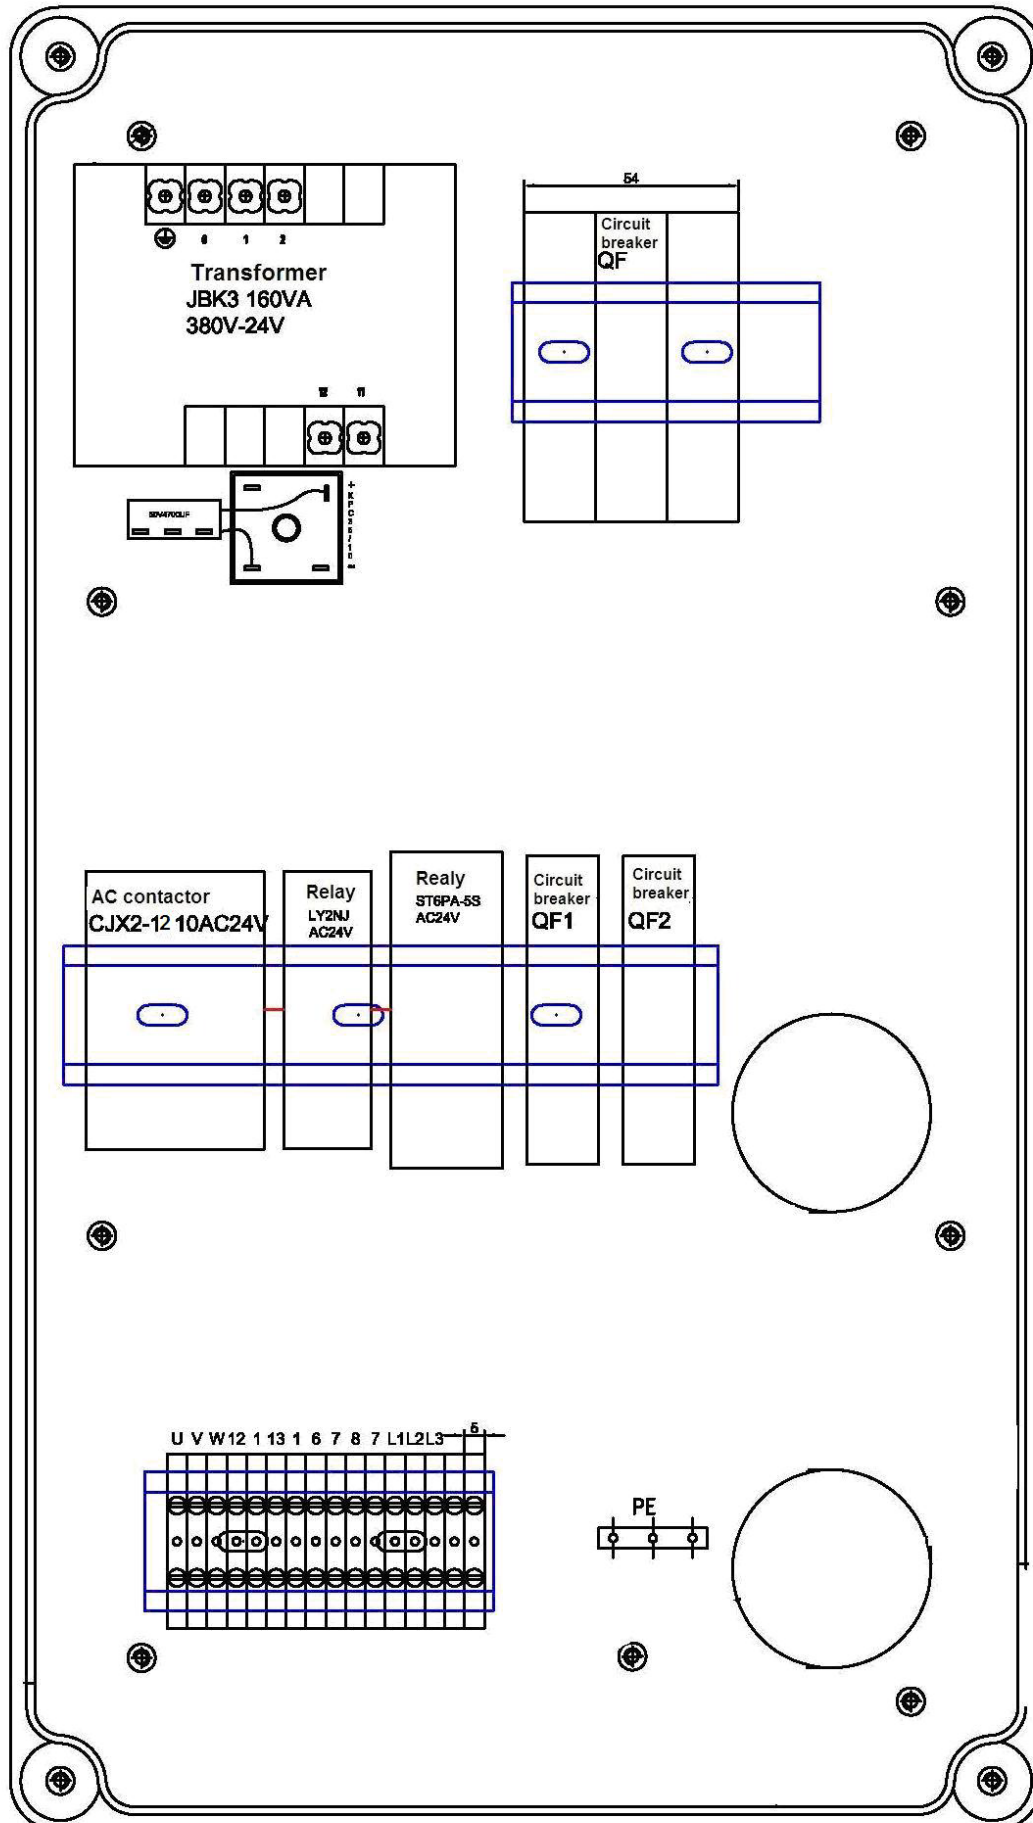 54
Circuit
breaker
QF
1 2
Transformer
JBK3 160VA
380V-24V
11
50V4700UF
AC contactor
CJX2-12 10AC24V
Relay
LY2NJ
AC24V
Realy
ST6PA-5S
AC24V
Circuit
breaker
QF1
Circuit
breaker
QF2
U V W 12 1 13 1 6 7 8 7 L1 L2 L3 5
PE